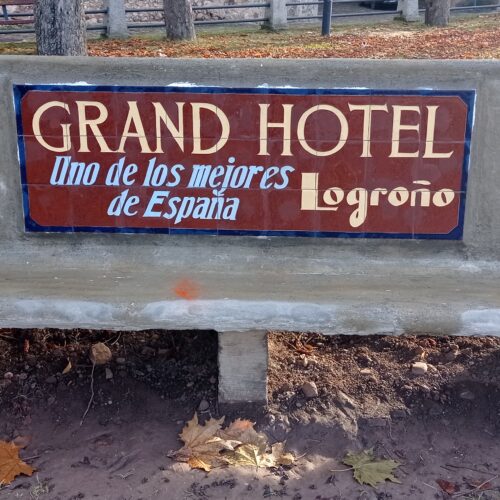 GRAND HOTEL
Uno de los mejores
de España
Logroño